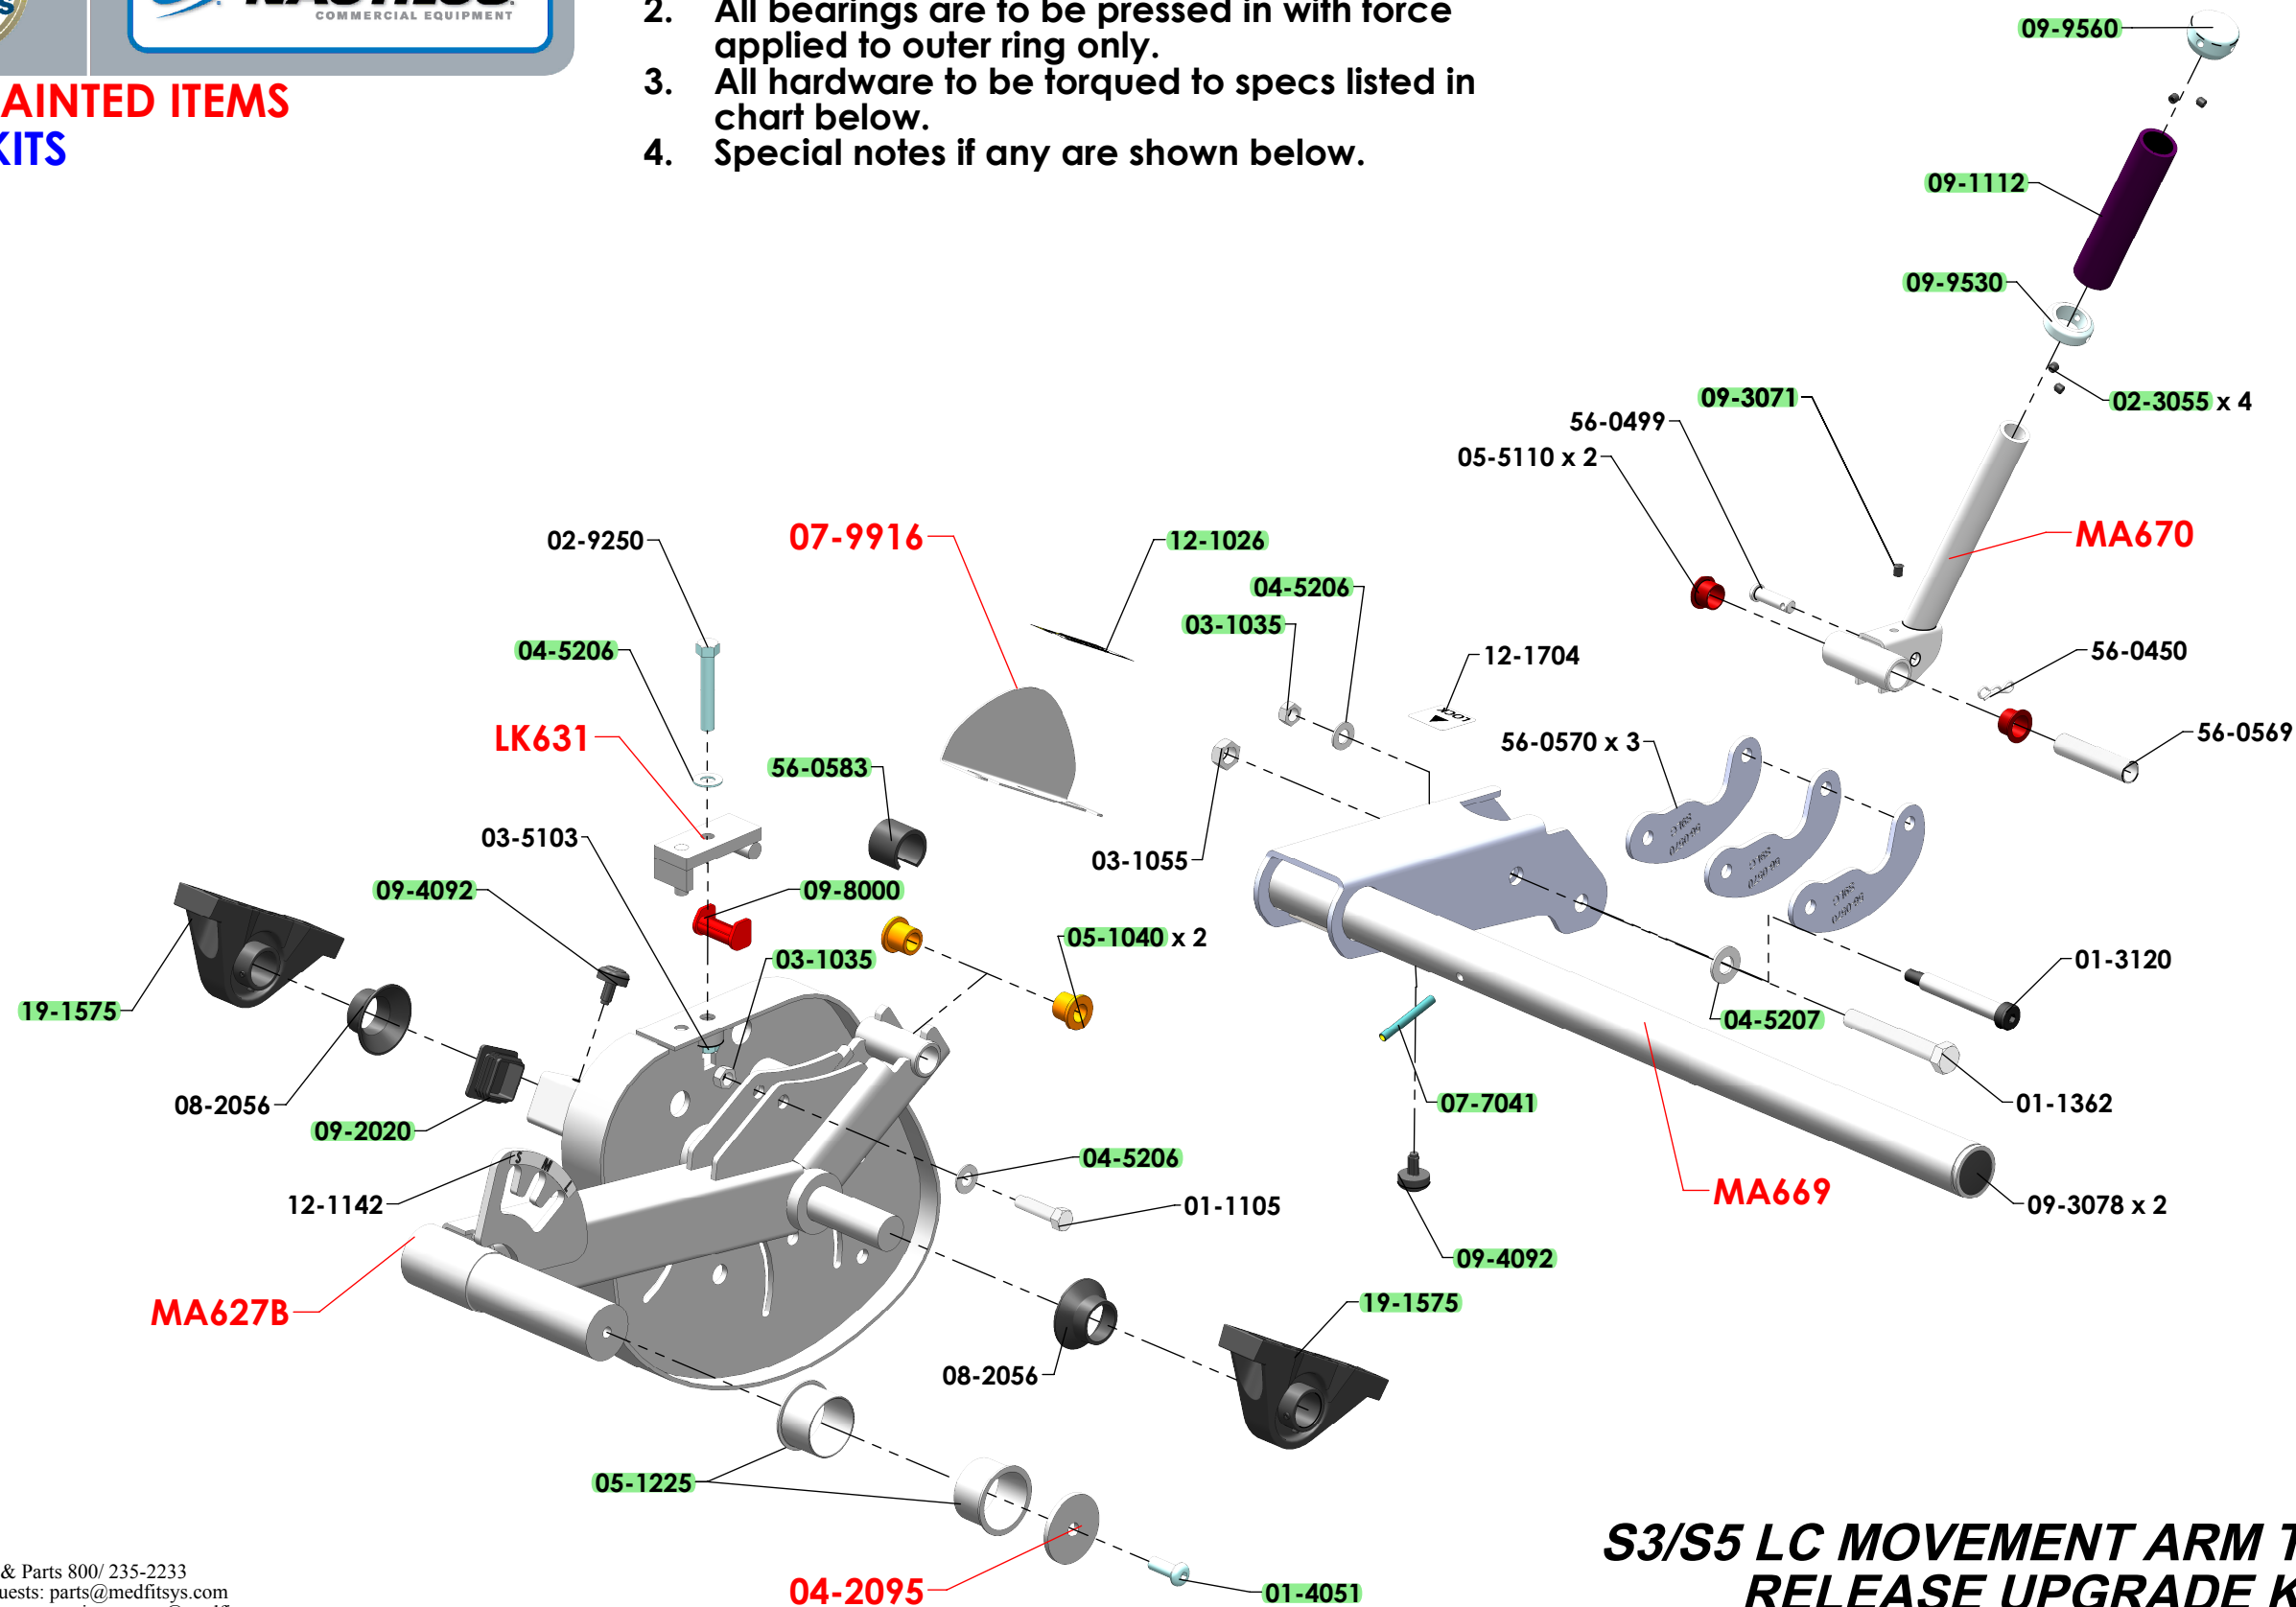 NAUTILUS.
COMMERCIAL EQUIPMENT
2. All bearings are to be pressed in with force
applied to outer ring only.
3. All hardware to be torqued to specs listed in
chart below.
4. Special notes if any are shown below.
AINTED ITEMS
KITS
09-9560
09-1112
09-9530
09-3071
02-3055 x 4
56-0499
05-5110 x 2
MA670
02-9250
07-9916
12-1026
04-5206
03-1035
04-5206
12-1704
LOCK
56-0450
56-0569
LK631
56-0583
56-0570 x 3
03-5103
03-1055
09-4092
09-8000
05-1040 x 2
03-1035
01-3120
19-1575
04-5207
08-2056
09-2020
07-7041
01-1362
S M L
04-5206
12-1142
01-1105
MA669
09-3078 x 2
09-4092
MA627B
19-1575
08-2056
05-1225
04-2095
01-4051
S3/S5 LC MOVEMENT ARM T
RELEASE UPGRADE K
& Parts 800/ 235-2233
uests: parts@medfitsys.com